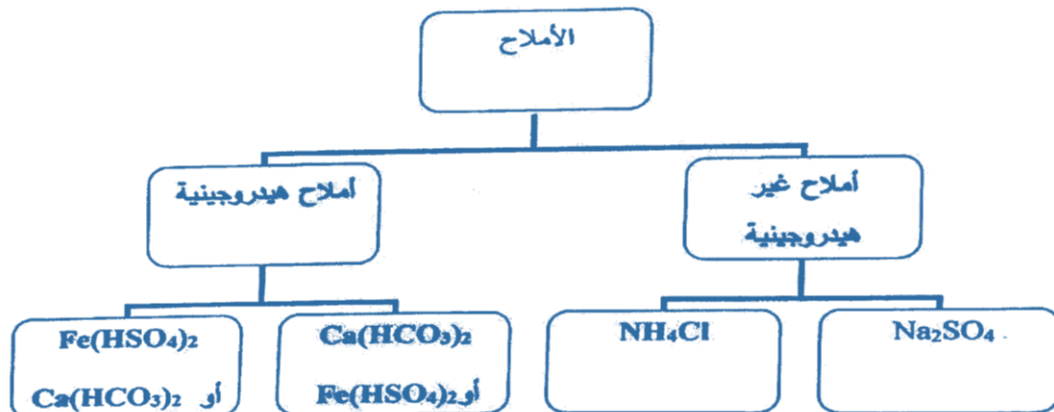 الأملاح
أملاح غير
هيدروجينية
أملاح هيدروجينية
Na₂SO₄
NH₄Cl
Ca(HCO₃)₂
أو Fe(HSO₄)₂
Fe(HSO₄)₂
أو Ca(HCO₃)₂